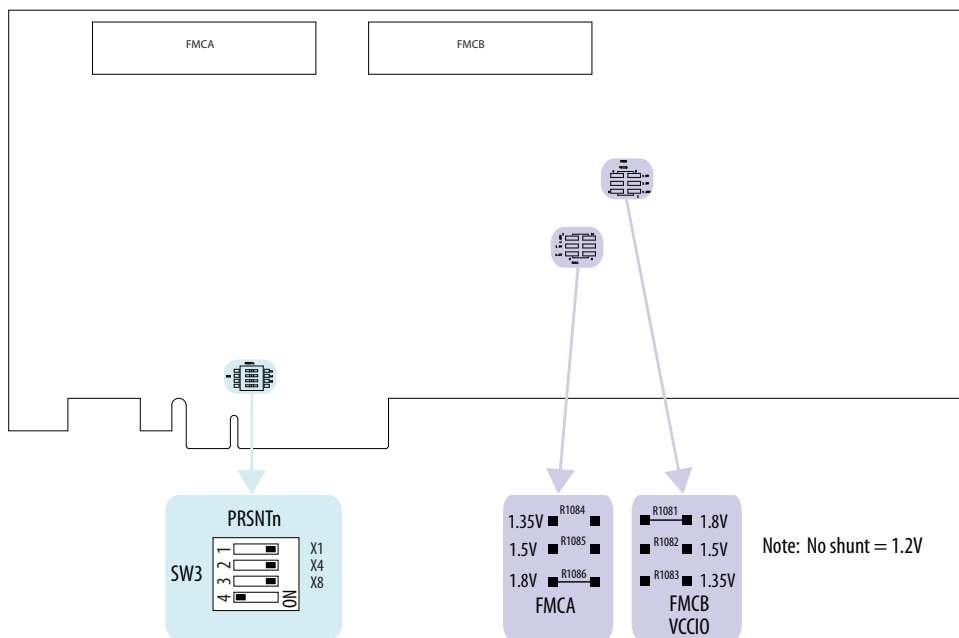 FMCA
FMCB
PRSNTn
SW3
1
2
3
4
ON
X1
X4
X8
1.35V R1084
1.5V R1085
1.8V R1086
FMCA
R1081 1.8V
R1082 1.5V
R1083 1.35V
FMCB
VCCIO
Note: No shunt = 1.2V